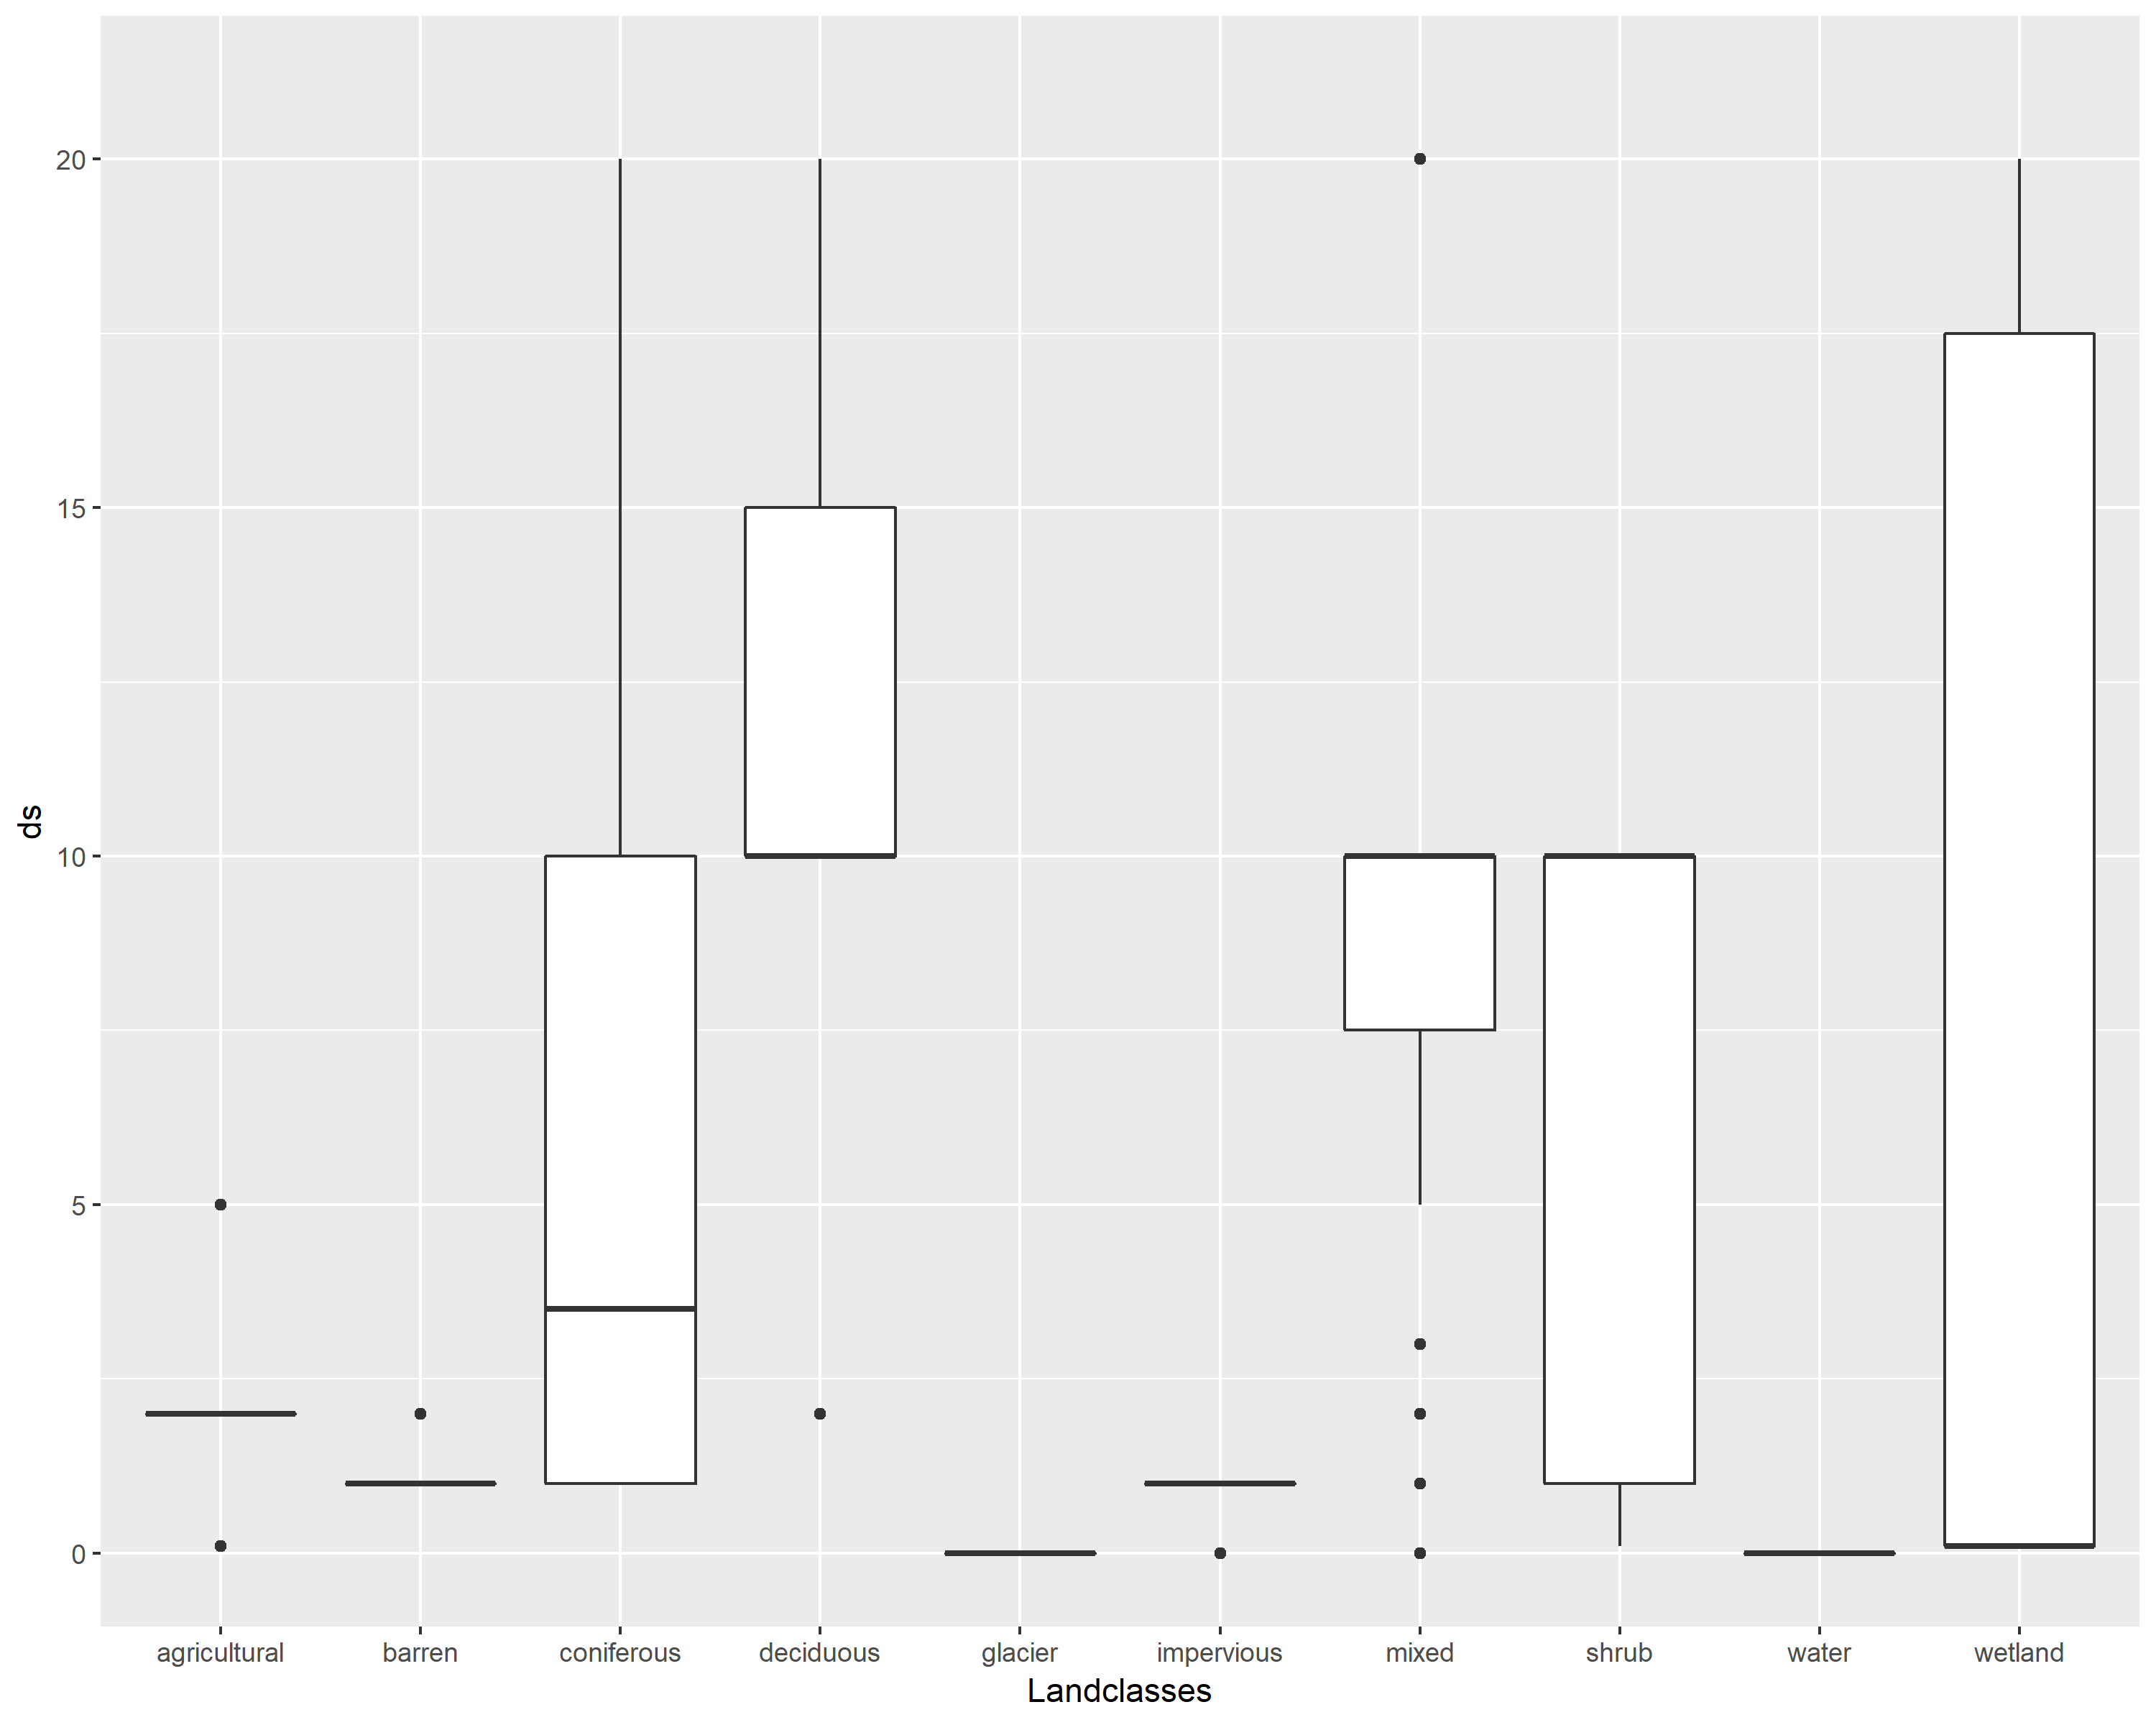 ds
20
15
10
5
0
agricultural barren coniferous deciduous glacier impervious mixed shrub water wetland
Landclasses